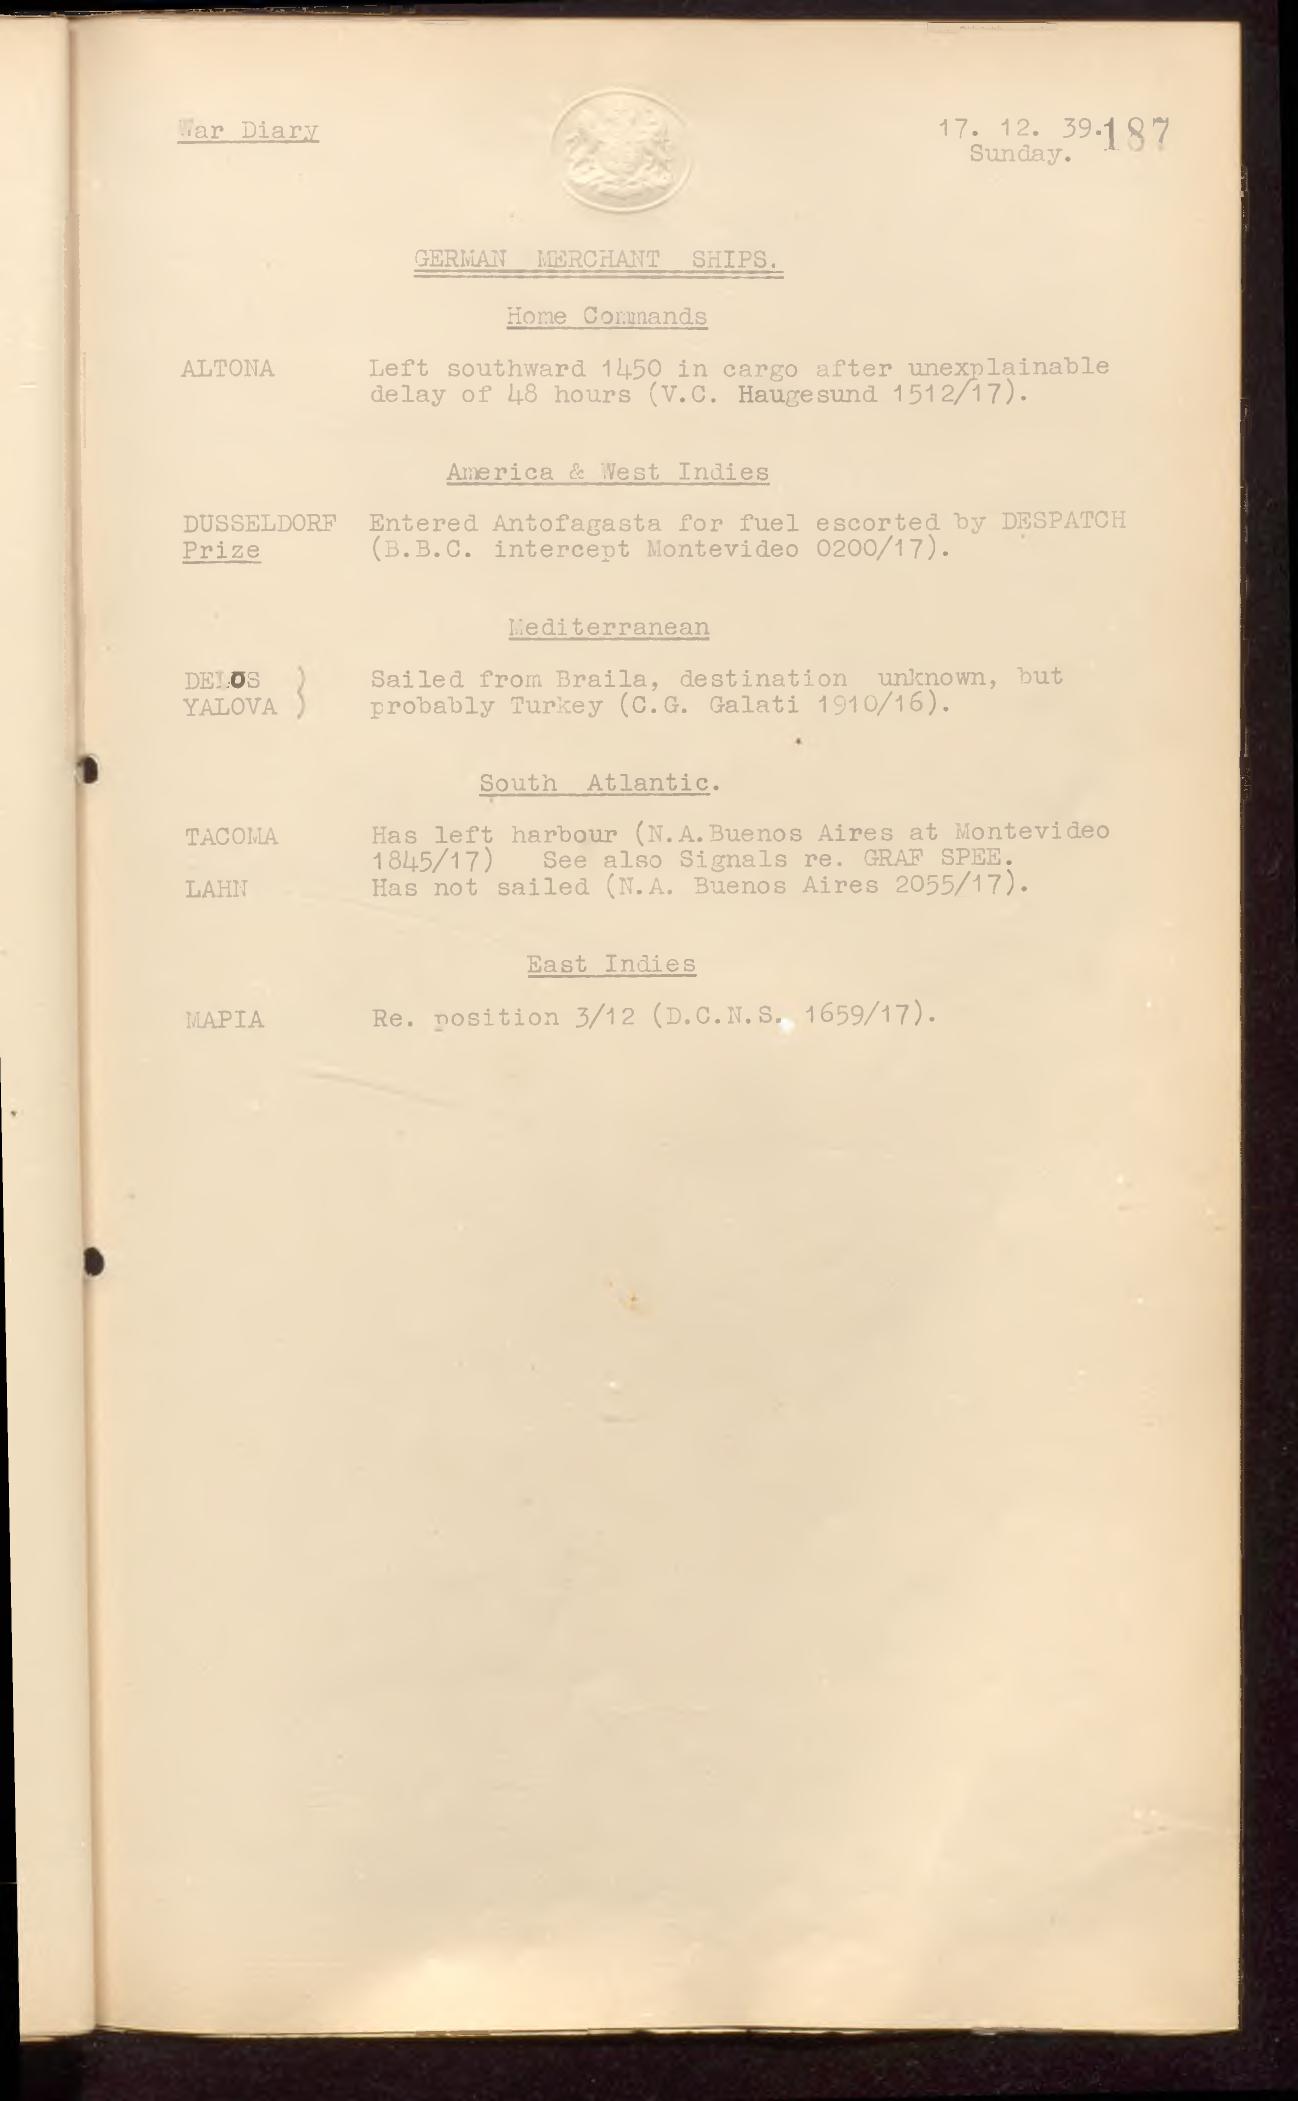 War Diary
17. 12. 39.
187
Sunday.
GERMAN MERCHANT SHIPS.
Home Commands
ALTONA Left southward 1450 in cargo after unexplainable
delay of 48 hours (V.C. Haugesund 1512/17).
America & West Indies
DUSSELDORF Entered Antofagasta for fuel escorted by DESPATCH
Prize (B.B.C. intercept Montevideo 0200/17).
Mediterranean
DELOS ) Sailed from Braila, destination unknown, but
YALOVA ) probably Turkey (C.G. Galati 1910/16).
South Atlantic.
TACOMA Has left harbour (N.A.Buenos Aires at Montevideo
1845/17) See also Signals re. GRAF SPEE.
LAHN Has not sailed (N.A. Buenos Aires 2055/17).
East Indies
MAPIA Re. position 3/12 (D.C.N.S. 1659/17).